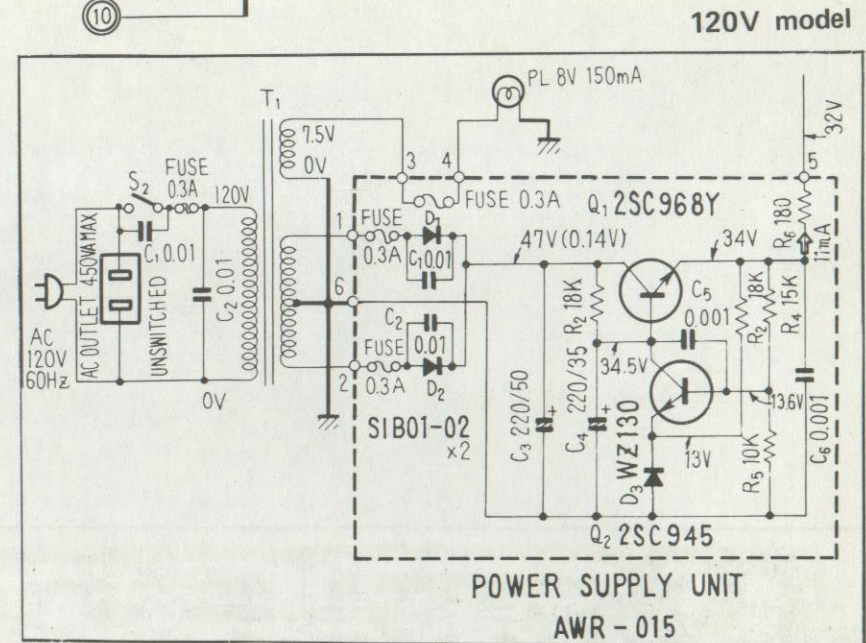 10
120V model
PL 8V 150mA
T1
7.5V
0V
32V
3
4
5
FUSE
0.3A
S2
120V
FUSE 0.3A
Q1 2SC968Y
R6 180
11mA
1
FUSE
0.3A
D1
C1 0.01
47V(0.14V)
34V
C1 0.01
AC OUTLET 450VA MAX
UNSWITCHED
C2 0.01
6
C2
0.01
R2 18K
C5
0.001
R2 18K
R4 15K
AC
120V
60Hz
FUSE
0.3A
D2
2
34.5V
13.6V
0V
SIB01-02
×2
C3 220/50
C4 220/35
D3 WZ130
13V
R5 10K
C6 0.001
Q2 2SC945
POWER SUPPLY UNIT
AWR-015